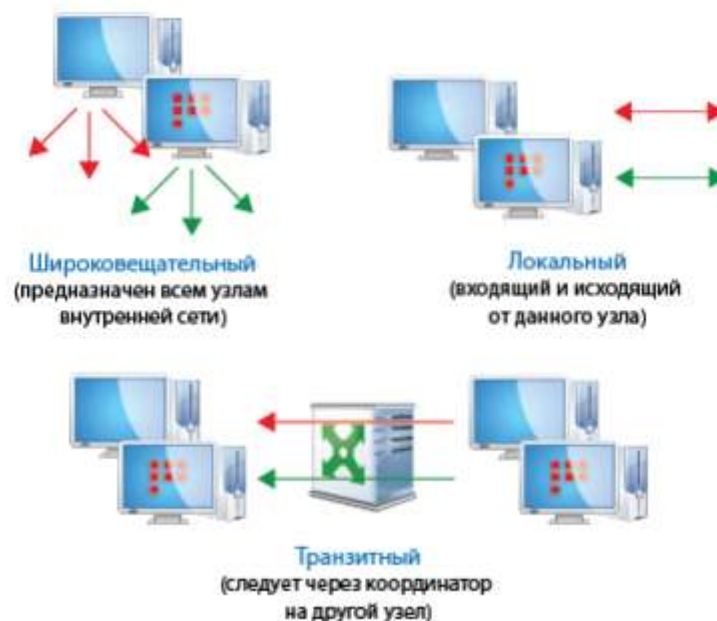 Широковещательный
(предназначен всем узлам
внутренней сети)
Локальный
(входящий и исходящий
от данного узла)
Транзитный
(следует через координатор
на другой узел)